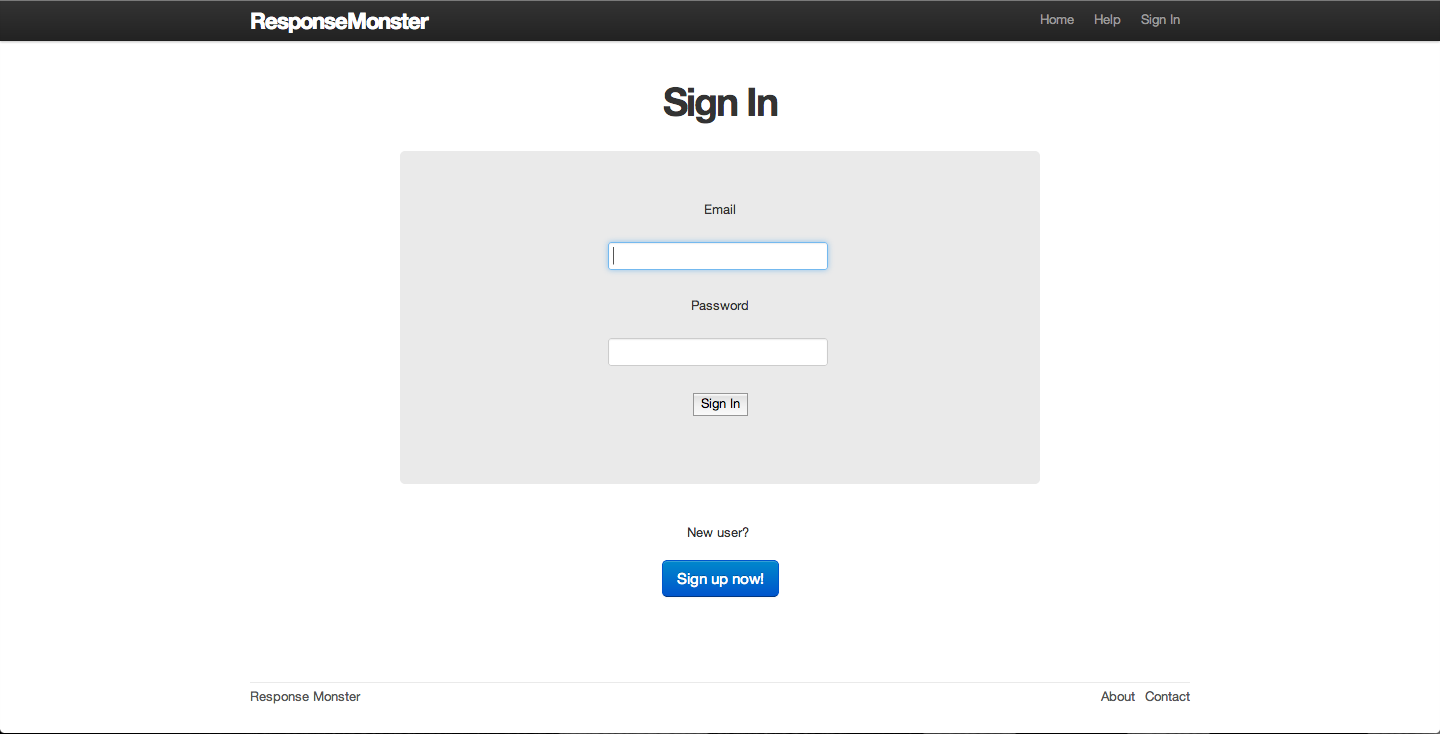 ResponseMonster Home Help Sign In
Sign In
Email
Password
Sign In
New user?
Sign up now!
Response Monster About Contact